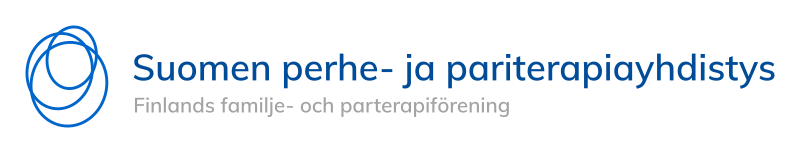 Suomen perhe- ja pariterapiayhdistys
Finlands familje- och parterapiförening